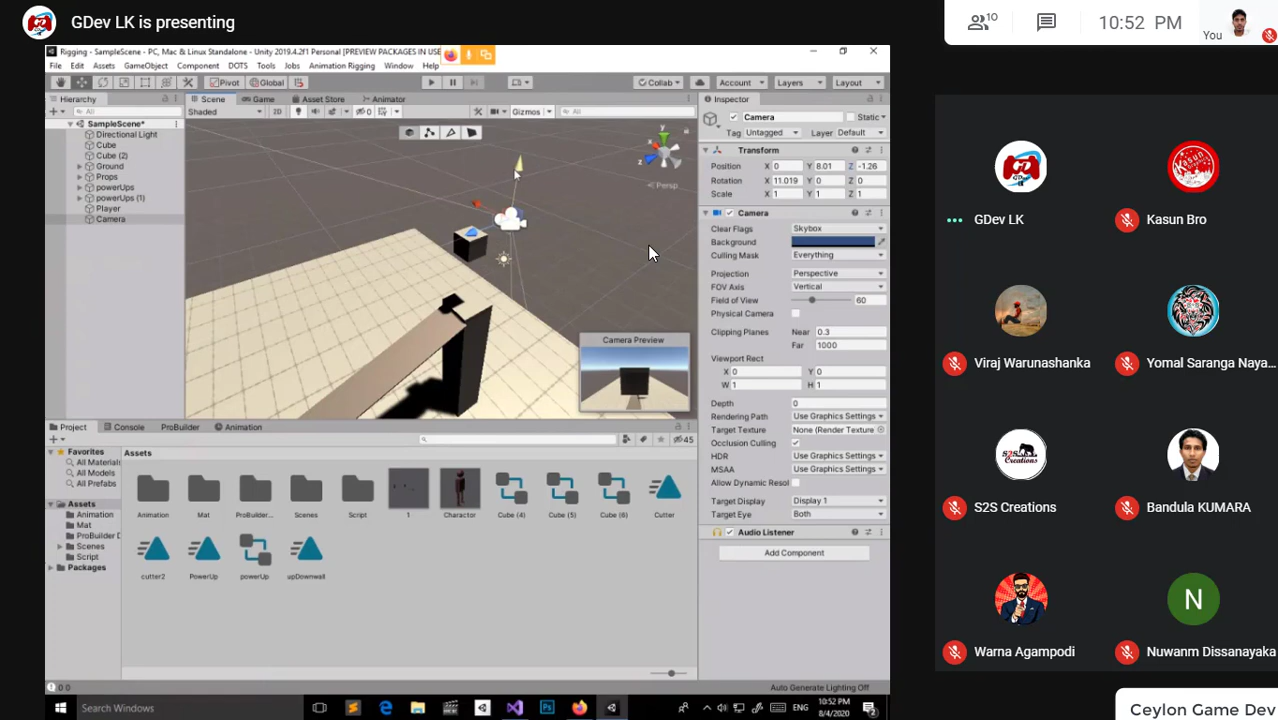 GDev LK is presenting
10
10:52 PM
You
Rigging - SampleScene - PC, Mac & Linux Standalone - Unity 2019.4.2f1 Personal [PREVIEW PACKAGES IN USE
File Edit Assets GameObject Component DOTS Tools Jobs Animation Rigging Window Help
Pivot Global Collab Account Layers Layout
Hierarchy
All
SampleScene*
Directional Light
Cube
Cube (2)
Ground
Props
powerUps
powerUps (1)
Player
Camera
Scene Game Asset Store Animator
Shaded 2D 0 Gizmos All
y
x
z
Persp
Camera Preview
Inspector
Camera Static
Tag Untagged Layer Default
Transform
Position X 0 Y 8.01 Z -1.26
Rotation X 11.019 Y 0 Z 0
Scale X 1 Y 1 Z 1
Camera
Clear Flags Skybox
Background
Culling Mask Everything
Projection Perspective
FOV Axis Vertical
Field of View 60
Physical Camera
Clipping Planes Near 0.3
Far 1000
Viewport Rect
X 0 Y 0
W 1 H 1
Depth 0
Rendering Path Use Graphics Settings
Target Texture None (Render Texture
Occlusion Culling
HDR Use Graphics Settings
MSAA Use Graphics Settings
Allow Dynamic Resol
Target Display Display 1
Target Eye Both
Audio Listener
Add Component
Project Console ProBuilder Animation
45
Favorites
All Materials
All Models
All Prefabs
Assets
Animation
Mat
ProBuilder D
Scenes
Script
Packages
Assets
Animation Mat ProBuilder... Scenes Script 1 Charactor Cube (4) Cube (5) Cube (6) Cutter
cutter2 PowerUp powerUp upDownwall
0 0
Auto Generate Lighting Off
Search Windows
ENG
10:52 PM
8/4/2020
2
GDev LK
Kasun Bro
Viraj Warunashanka
Yomal Saranga Naya...
S2S Creations
Bandula KUMARA
Warna Agampodi
N
Nuwanm Dissanayaka
Ceylon Game Dev